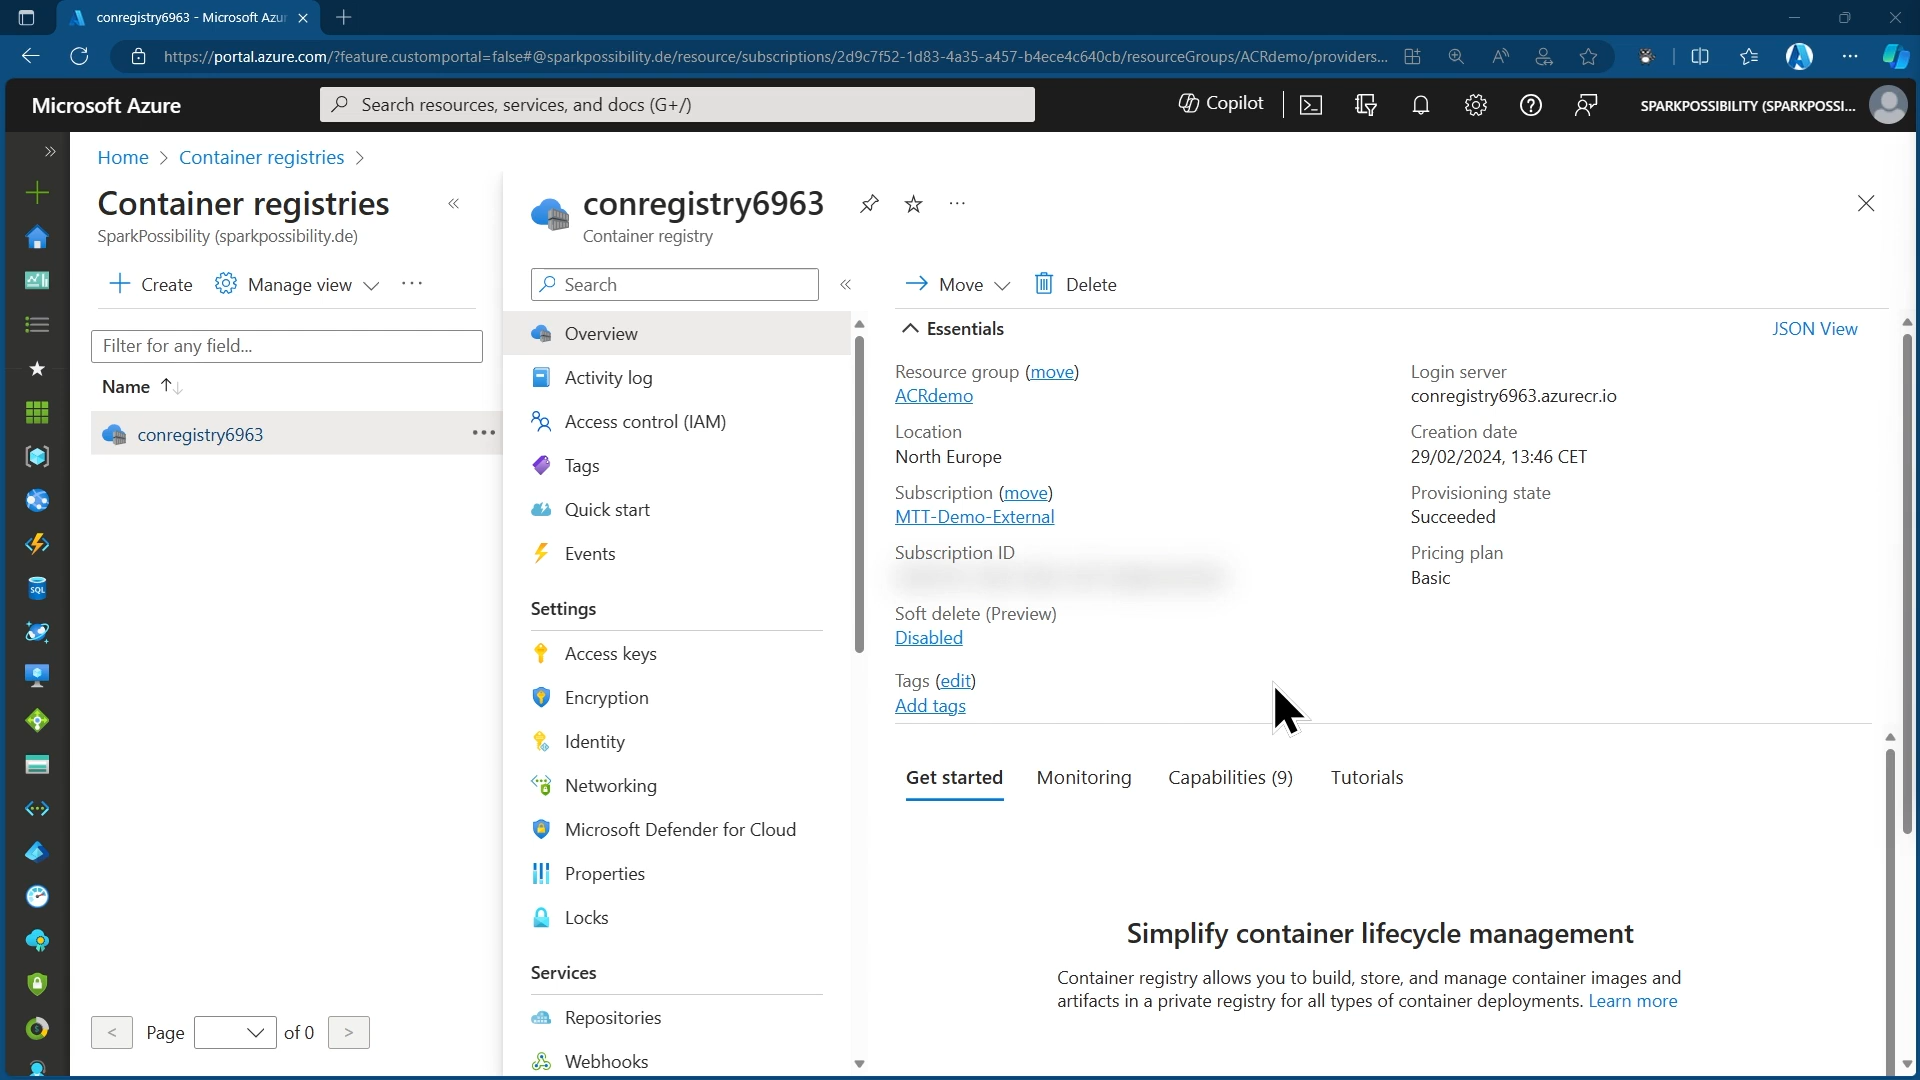 conregistry6963 - Microsoft Azu
https://portal.azure.com/?feature.customportal=false#@sparkpossibility.de/resource/subscriptions/2d9c7f52-1d83-4a35-a457-b4ece4c640cb/resourceGroups/ACRdemo/providers...
Microsoft Azure
Search resources, services, and docs (G+/)
Copilot
SPARKPOSSIBILITY (SPARKPOSSI...
Home > Container registries >
Container registries
SparkPossibility (sparkpossibility.de)
Create
Manage view
Filter for any field...
Name
conregistry6963
< Page of 0 >
conregistry6963
Container registry
Search
Overview
Activity log
Access control (IAM)
Tags
Quick start
Events
Settings
Access keys
Encryption
Identity
Networking
Microsoft Defender for Cloud
Properties
Locks
Services
Repositories
Webhooks
Move
Delete
Essentials
JSON View
Resource group (move)
ACRdemo
Location
North Europe
Subscription (move)
MTT-Demo-External
Subscription ID
Soft delete (Preview)
Disabled
Tags (edit)
Add tags
Login server
conregistry6963.azurecr.io
Creation date
29/02/2024, 13:46 CET
Provisioning state
Succeeded
Pricing plan
Basic
Get started
Monitoring
Capabilities (9)
Tutorials
Simplify container lifecycle management
Container registry allows you to build, store, and manage container images and
artifacts in a private registry for all types of container deployments. Learn more
SQL